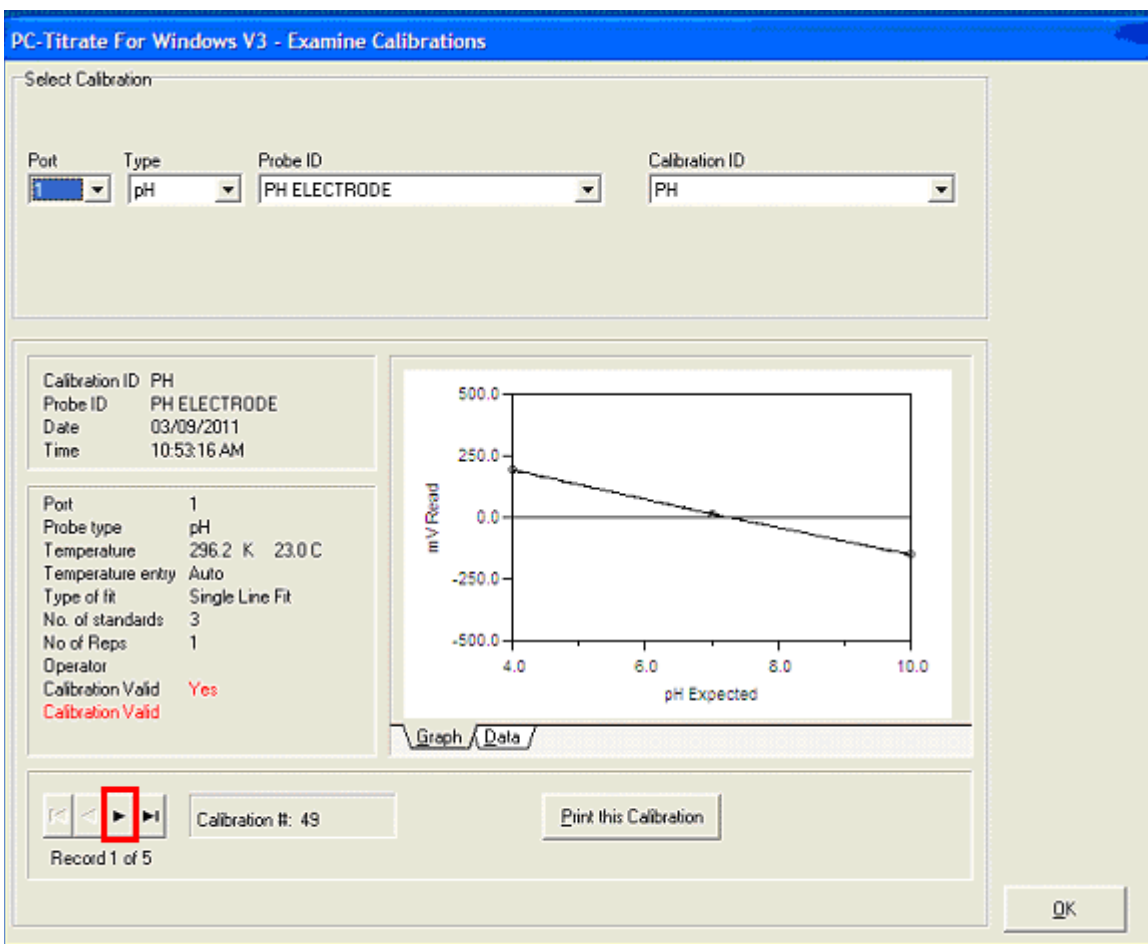 PC-Titrate For Windows V3 - Examine Calibrations
Select Calibration
Port Type Probe ID Calibration ID
1 pH PH ELECTRODE PH
Calibration ID PH
Probe ID PH ELECTRODE
Date 03/09/2011
Time 10:53:16 AM
Port 1
Probe type pH
Temperature 296.2 K 23.0 C
Temperature entry Auto
Type of fit Single Line Fit
No. of standards 3
No of Reps 1
Operator
Calibration Valid Yes
Calibration Valid
500.0
250.0
0.0
-250.0
-500.0
mV Read
4.0 6.0 8.0 10.0
pH Expected
Graph Data
Calibration #: 49
Print this Calibration
Record 1 of 5
OK